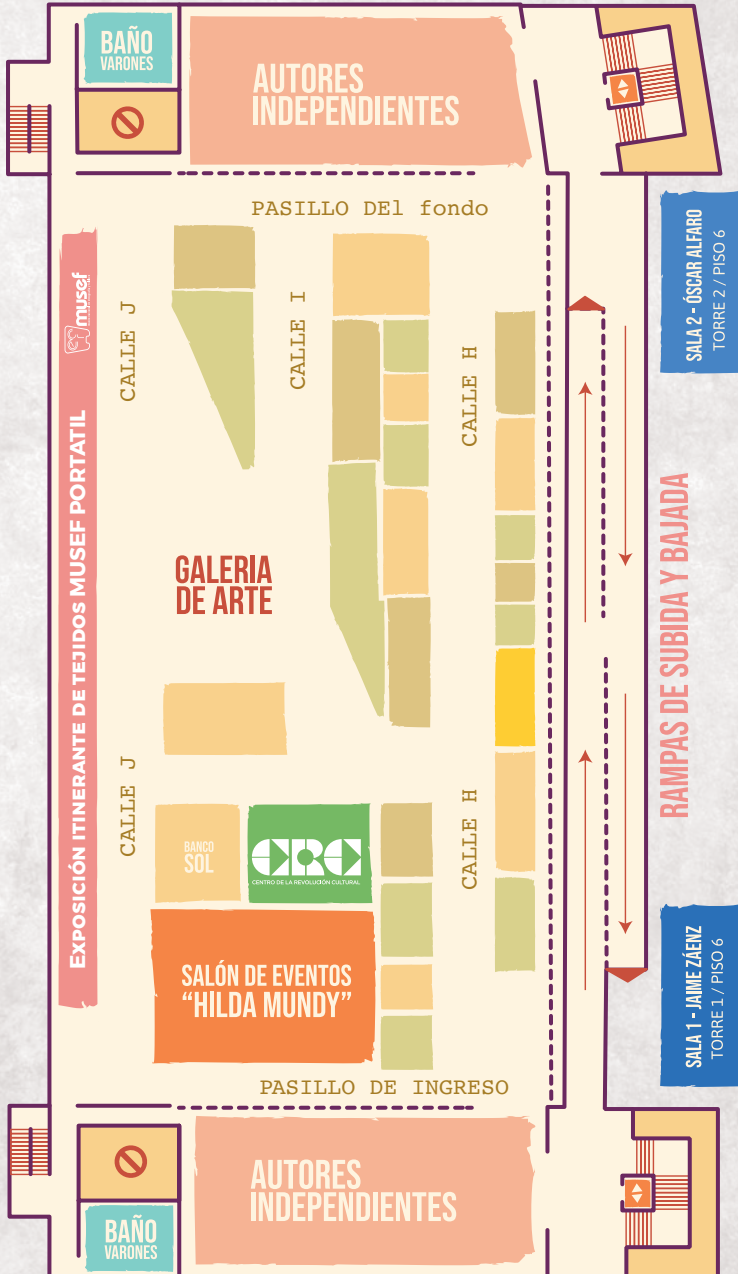 BAÑO
VARONES
AUTORES
INDEPENDIENTES
PASILLO DEl fondo
CALLE J
CALLE I
CALLE H
SALA 2 - ÓSCAR ALFARO
TORRE 2 / PISO 6
musef
EXPOSICIÓN ITINERANTE DE TEJIDOS MUSEF PORTATIL
GALERIA
DE ARTE
RAMPAS DE SUBIDA Y BAJADA
CALLE J
CALLE H
BANCO
SOL
CRC
CENTRO DE LA REVOLUCIÓN CULTURAL
SALÓN DE EVENTOS
“HILDA MUNDY”
SALA 1 - JAIME ZÁENZ
TORRE 1 / PISO 6
PASILLO DE INGRESO
AUTORES
INDEPENDIENTES
BAÑO
VARONES